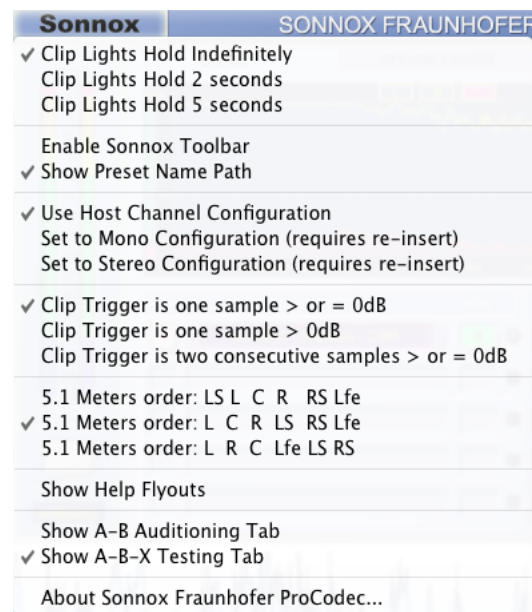 Sonnox SONNOX FRAUNHOFER
✓ Clip Lights Hold Indefinitely
Clip Lights Hold 2 seconds
Clip Lights Hold 5 seconds
Enable Sonnox Toolbar
✓ Show Preset Name Path
✓ Use Host Channel Configuration
Set to Mono Configuration (requires re-insert)
Set to Stereo Configuration (requires re-insert)
✓ Clip Trigger is one sample > or = 0dB
Clip Trigger is one sample > 0dB
Clip Trigger is two consecutive samples > or = 0dB
5.1 Meters order: LS L C R RS Lfe
✓ 5.1 Meters order: L C R LS RS Lfe
5.1 Meters order: L R C Lfe LS RS
Show Help Flyouts
Show A-B Auditioning Tab
✓ Show A-B-X Testing Tab
About Sonnox Fraunhofer ProCodec...